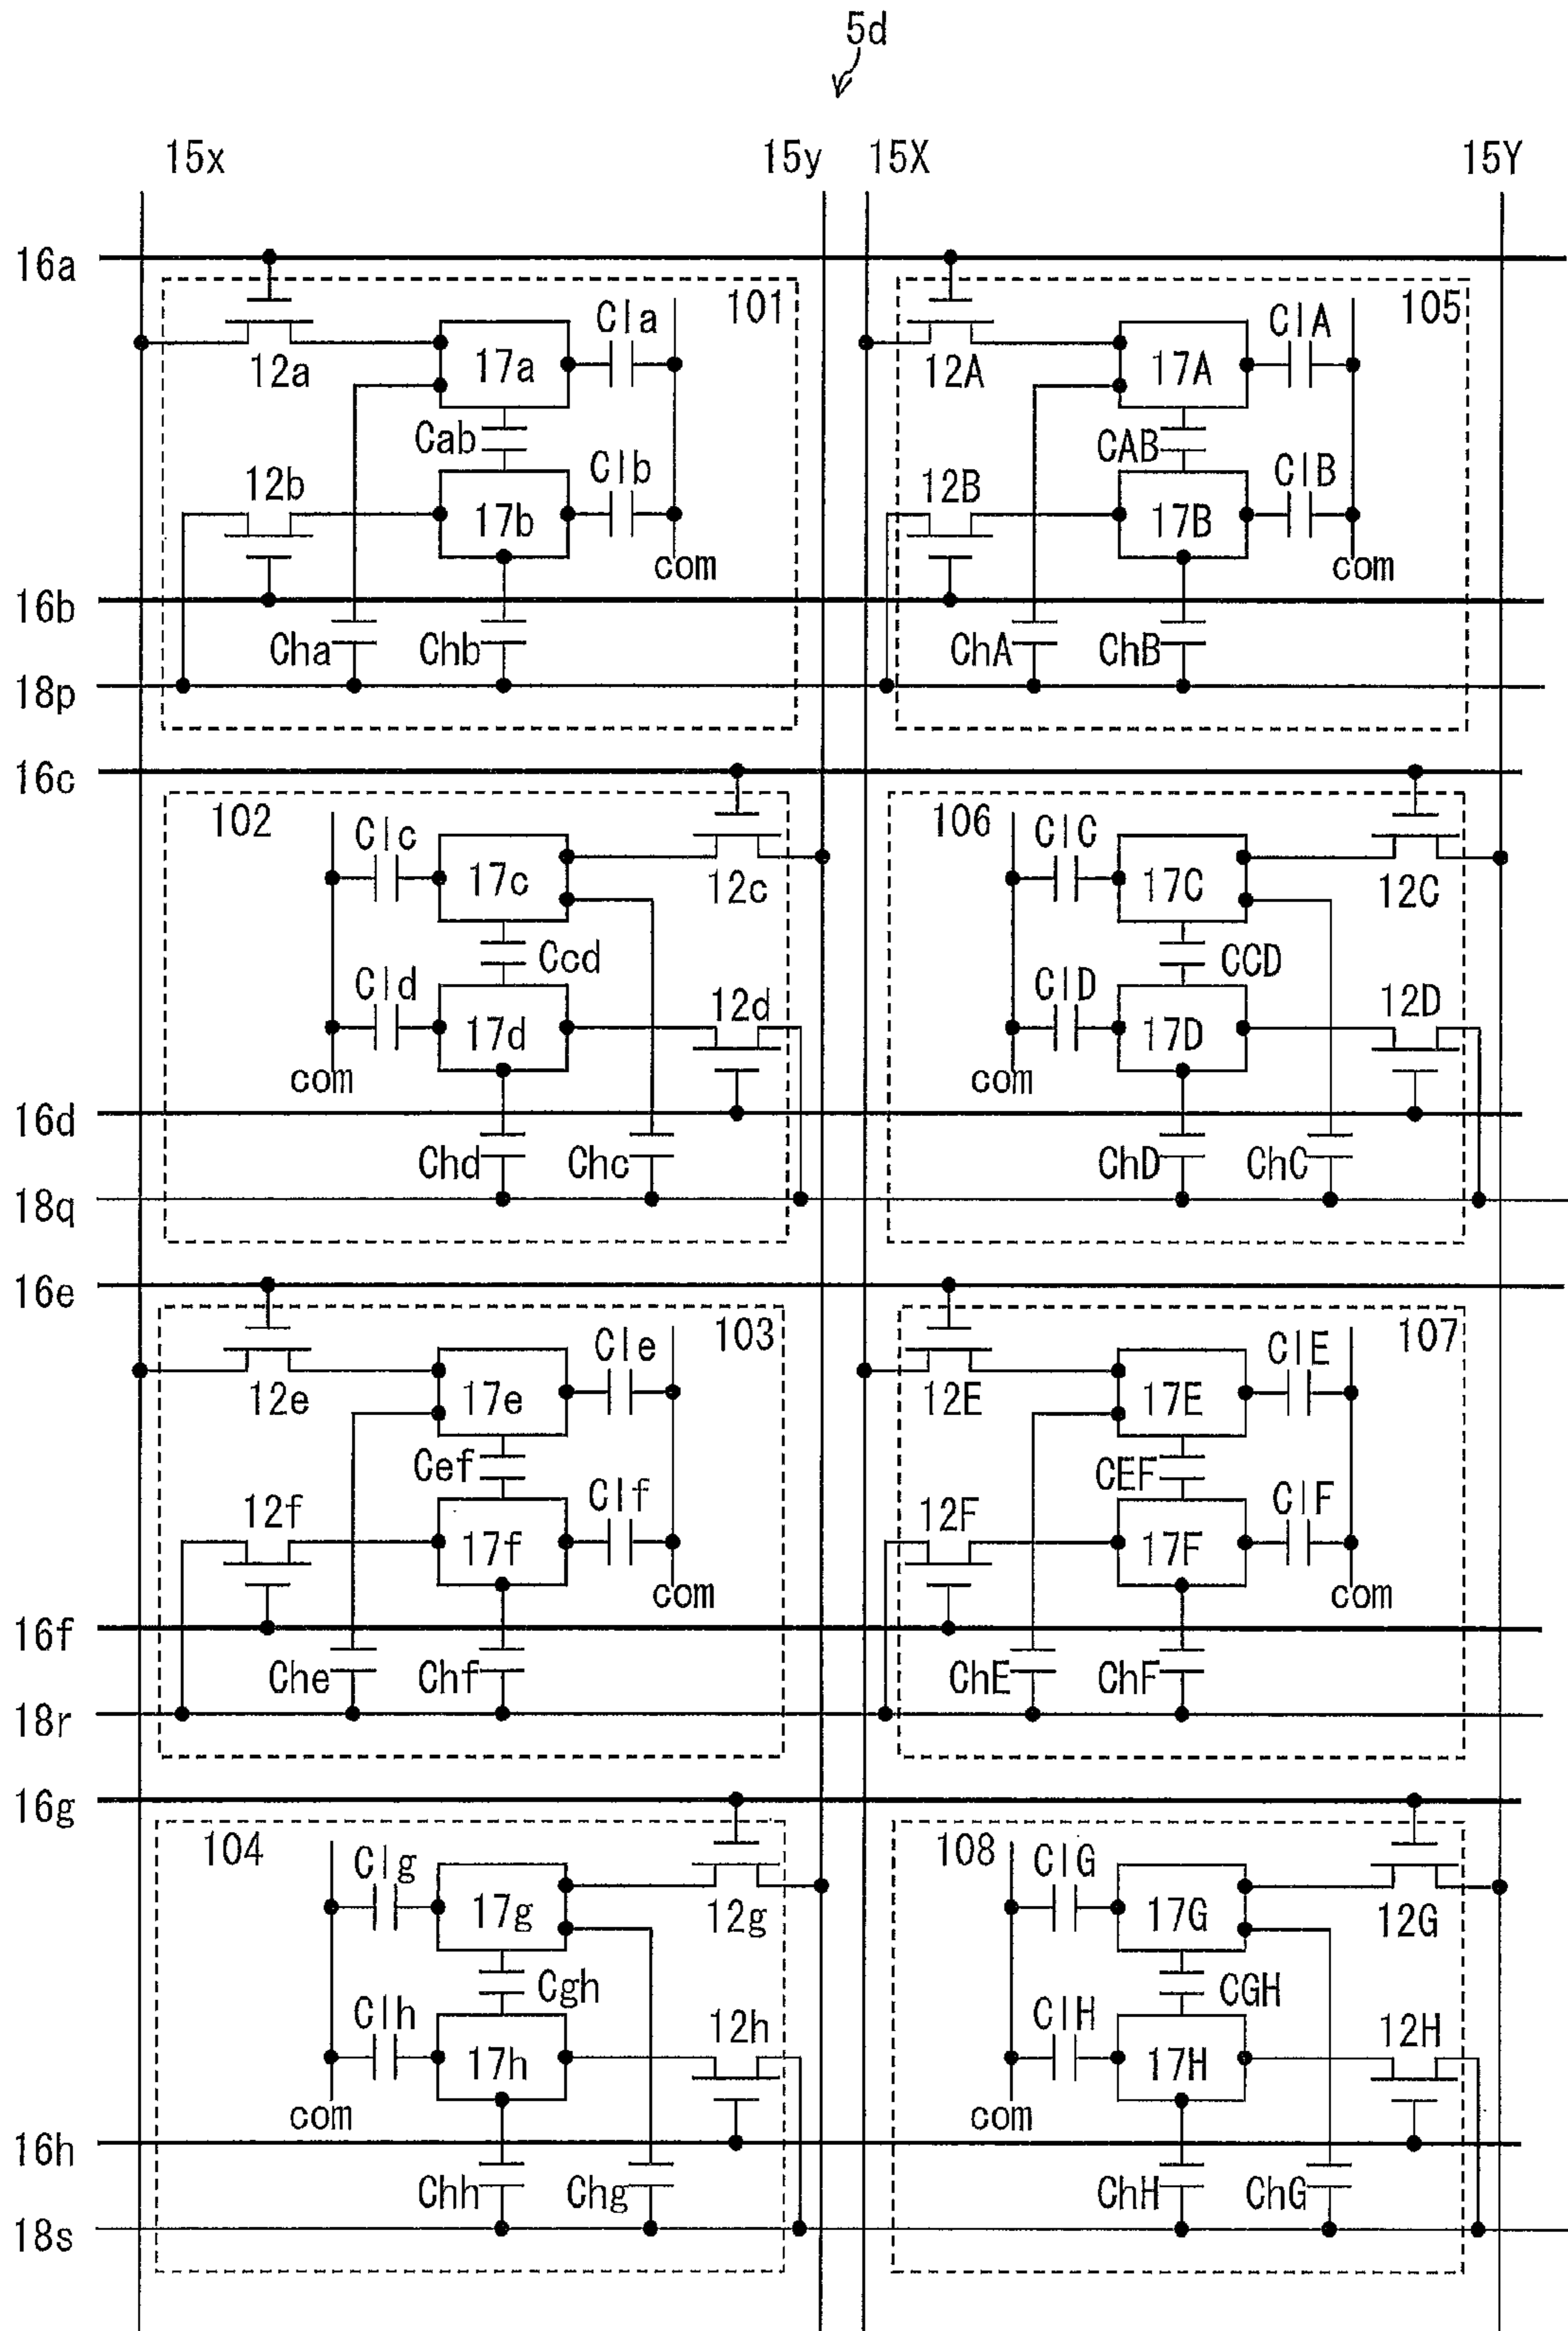 5d
15x 15y 15X 15Y
16a
101 Cla 105 ClA
12a 17a 12A 17A
Cab CAB
12b Clb 12B ClB
17b 17B
com com
16b
Cha Chb ChA ChB
18p
16c
102 Clc 106 ClC
17c 12c 17C 12C
Ccd CCD
Cld 12d ClD 12D
17d 17D
com com
16d
Chd Chc ChD ChC
18q
16e
103 Cle 107 ClE
12e 17e 12E 17E
Cef CEF
12f Clf 12F ClF
17f 17F
com com
16f
Che Chf ChE ChF
18r
16g
104 Clg 108 ClG
17g 12g 17G 12G
Cgh CGH
Clh 12h ClH 12H
17h 17H
com com
16h
Chh Chg ChH ChG
18s